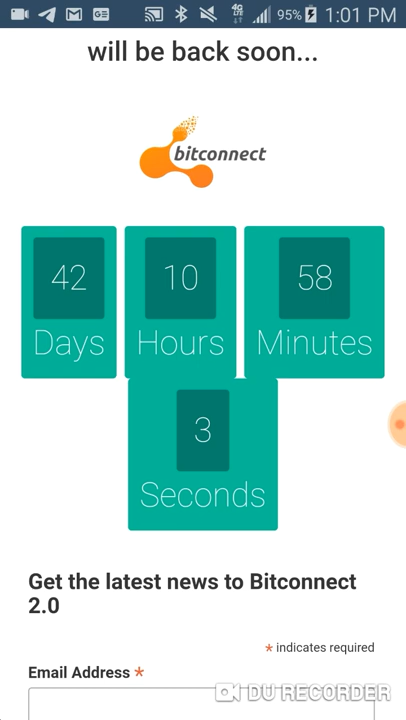 95% 1:01 PM
will be back soon...
bitconnect
42 10 58
Days Hours Minutes
3
Seconds
Get the latest news to Bitconnect
2.0
* indicates required
Email Address *
DU RECORDER